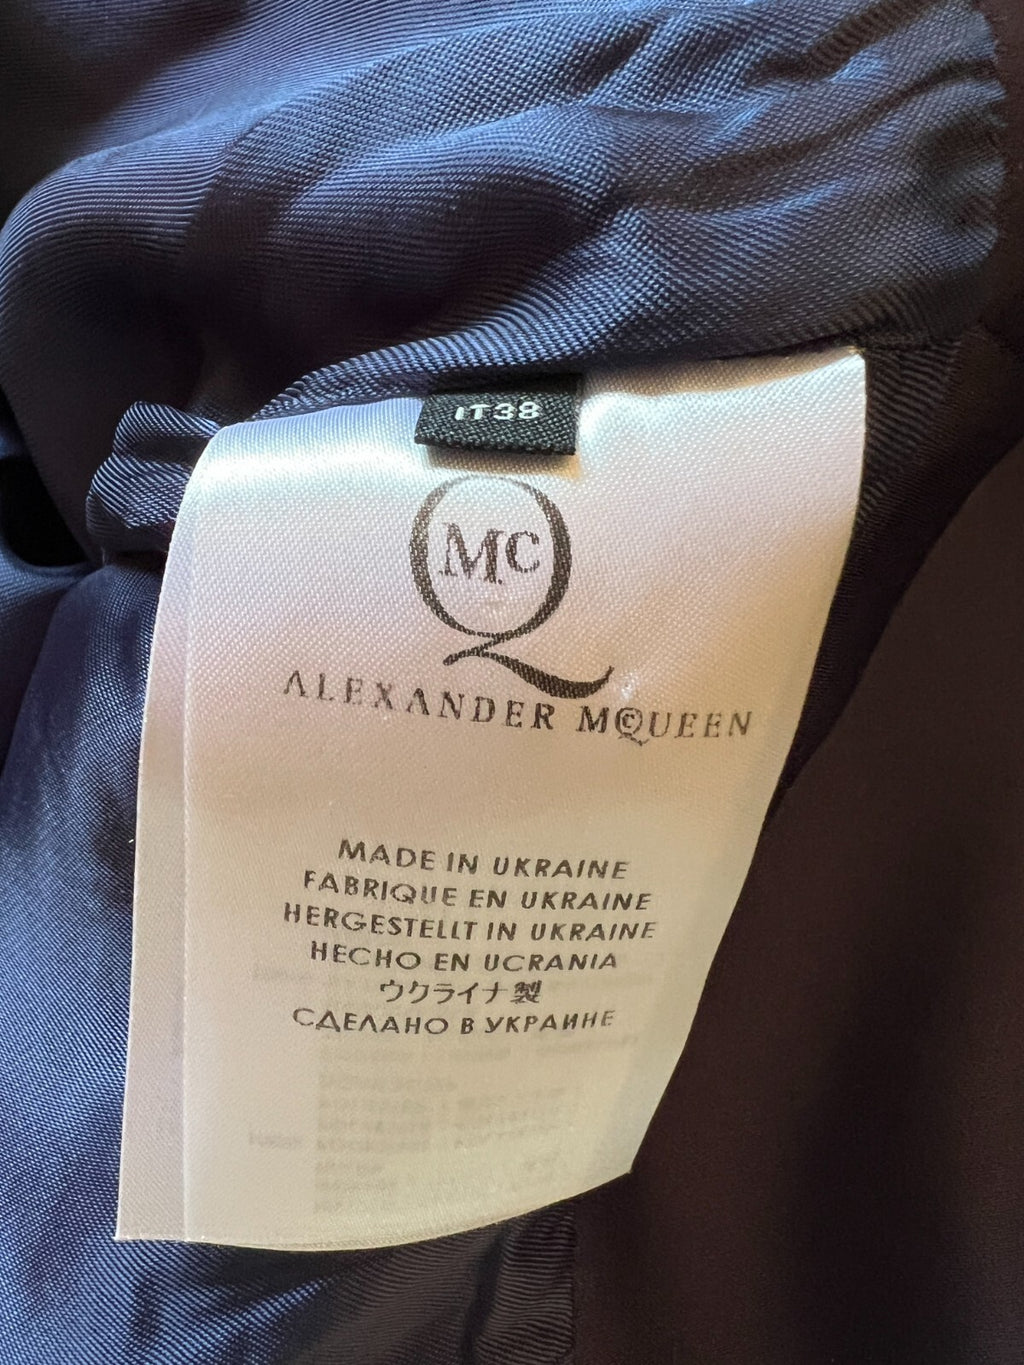 IT38
McQ
ALEXANDER MCQUEEN
MADE IN UKRAINE
FABRIQUE EN UKRAINE
HERGESTELLT IN UKRAINE
HECHO EN UCRANIA
ウクライナ製
СДЕЛАНО В УКРАИНЕ